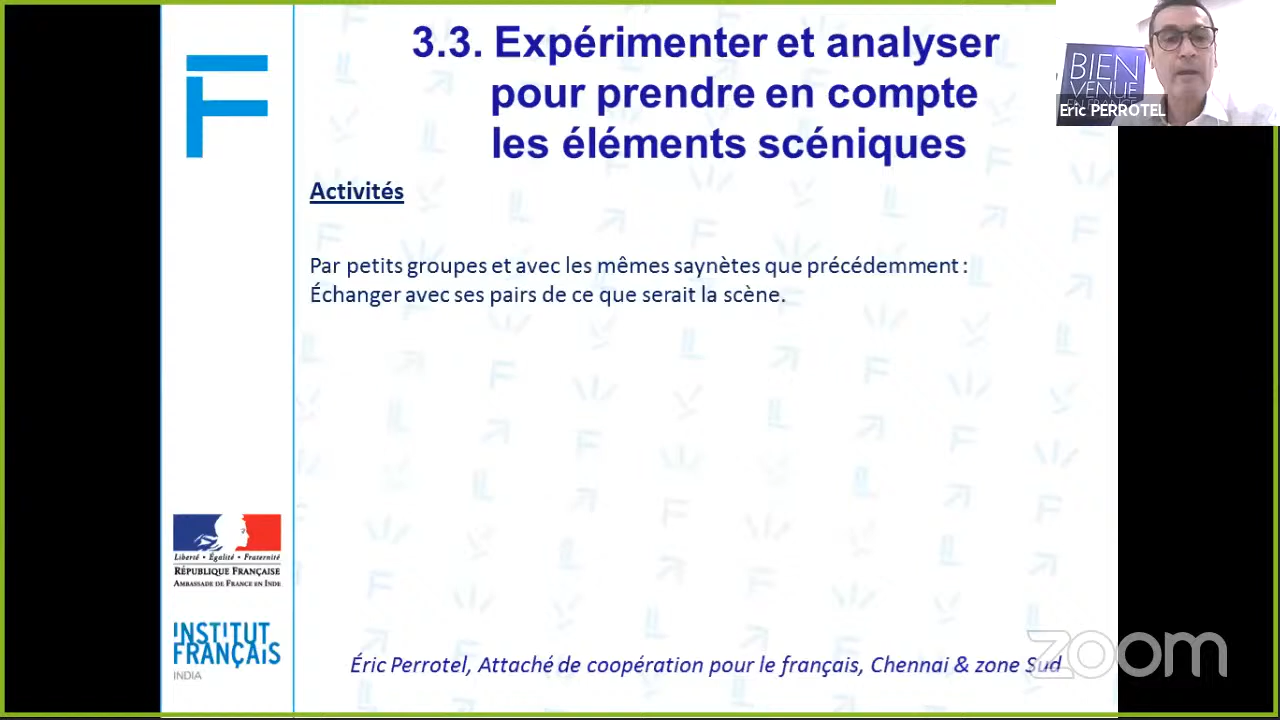 3.3. Expérimenter et analyser
pour prendre en compte
les éléments scéniques
BIEN
VENUE
EN FRANCE
Eric PERROTEL
F
Activités
Par petits groupes et avec les mêmes saynètes que précédemment :
Échanger avec ses pairs de ce que serait la scène.
Liberté • Égalité • Fraternité
RÉPUBLIQUE FRANÇAISE
AMBASSADE DE FRANCE EN INDE
INSTITUT
FRANÇAIS
INDIA
Éric Perrotel, Attaché de coopération pour le français, Chennai & zone Sud
zoom